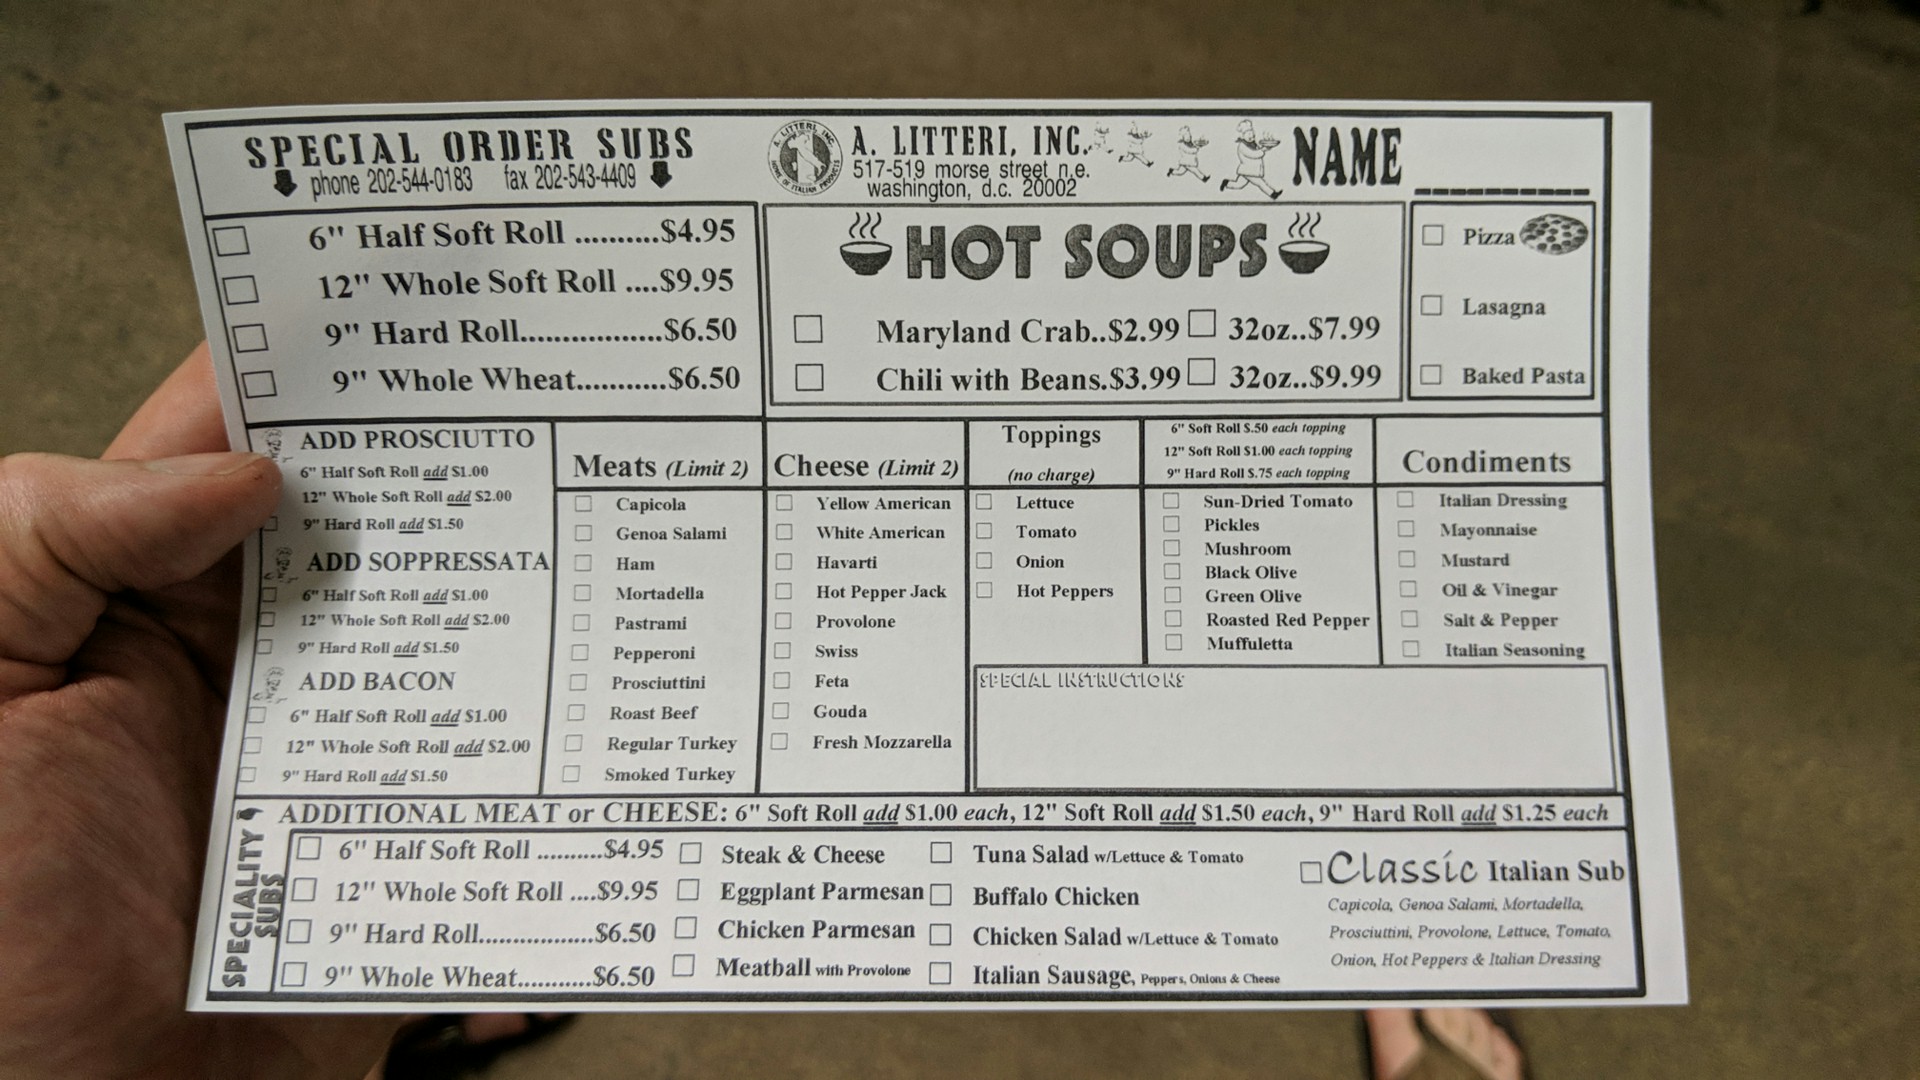 SPECIAL ORDER SUBS
phone 202-544-0183 fax 202-543-4409
A. LITTERI, INC.
HOME OF ITALIAN PRODUCTS
A. LITTERI, INC.
517-519 morse street n.e.
washington, d.c. 20002
NAME
6" Half Soft Roll ..........$4.95
12" Whole Soft Roll ....$9.95
9" Hard Roll...............$6.50
9" Whole Wheat...........$6.50
HOT SOUPS
Maryland Crab..$2.99 32oz..$7.99
Chili with Beans.$3.99 32oz..$9.99
Pizza
Lasagna
Baked Pasta
ADD PROSCIUTTO
6" Half Soft Roll add $1.00
12" Whole Soft Roll add $2.00
9" Hard Roll add $1.50
ADD SOPPRESSATA
6" Half Soft Roll add $1.00
12" Whole Soft Roll add $2.00
9" Hard Roll add $1.50
ADD BACON
6" Half Soft Roll add $1.00
12" Whole Soft Roll add $2.00
9" Hard Roll add $1.50
Meats (Limit 2)
Capicola
Genoa Salami
Ham
Mortadella
Pastrami
Pepperoni
Prosciuttini
Roast Beef
Regular Turkey
Smoked Turkey
Cheese (Limit 2)
Yellow American
White American
Havarti
Hot Pepper Jack
Provolone
Swiss
Feta
Gouda
Fresh Mozzarella
Toppings
(no charge)
Lettuce
Tomato
Onion
Hot Peppers
6" Soft Roll $.50 each topping
12" Soft Roll $1.00 each topping
9" Hard Roll $.75 each topping
Sun-Dried Tomato
Pickles
Mushroom
Black Olive
Green Olive
Roasted Red Pepper
Muffuletta
Condiments
Italian Dressing
Mayonnaise
Mustard
Oil & Vinegar
Salt & Pepper
Italian Seasoning
SPECIAL INSTRUCTIONS
ADDITIONAL MEAT or CHEESE: 6" Soft Roll add $1.00 each, 12" Soft Roll add $1.50 each, 9" Hard Roll add $1.25 each
SPECIALITY
SUBS
6" Half Soft Roll ..........$4.95
12" Whole Soft Roll ....$9.95
9" Hard Roll..................$6.50
9" Whole Wheat............$6.50
Steak & Cheese
Eggplant Parmesan
Chicken Parmesan
Meatball with Provolone
Tuna Salad w/Lettuce & Tomato
Buffalo Chicken
Chicken Salad w/Lettuce & Tomato
Italian Sausage, Peppers, Onions & Cheese
Classic Italian Sub
Capicola, Genoa Salami, Mortadella,
Prosciuttini, Provolone, Lettuce, Tomato,
Onion, Hot Peppers & Italian Dressing